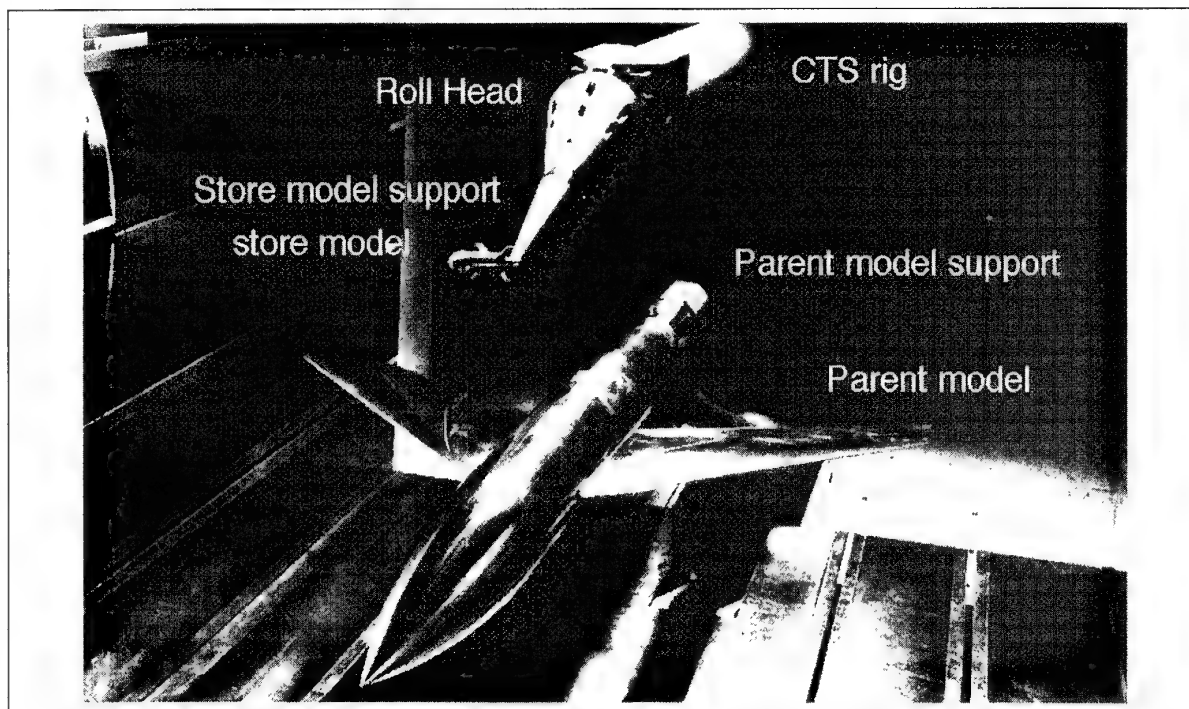 CTS rig
Roll Head
Store model support
store model
Parent model support
Parent model